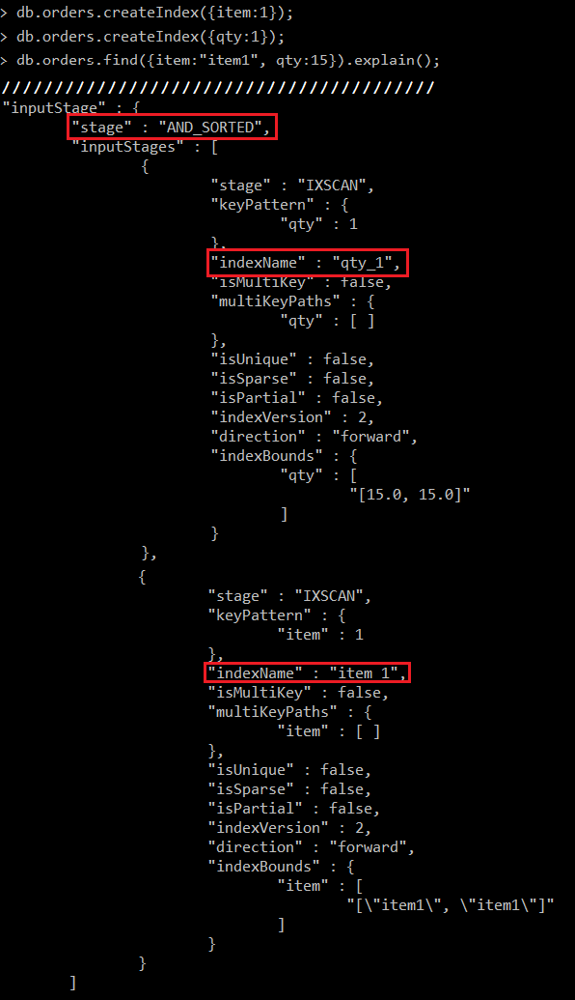 > db.orders.createIndex({item:1});
> db.orders.createIndex({qty:1});
> db.orders.find({item:"item1", qty:15}).explain();
/////////////////////////////////////////
"inputStage" : {
"stage" : "AND_SORTED",
"inputStages" : [
{
"stage" : "IXSCAN",
"keyPattern" : {
"qty" : 1
},
"indexName" : "qty_1",
"isMultiKey" : false,
"multiKeyPaths" : {
"qty" : [ ]
},
"isUnique" : false,
"isSparse" : false,
"isPartial" : false,
"indexVersion" : 2,
"direction" : "forward",
"indexBounds" : {
"qty" : [
"[15.0, 15.0]"
]
}
},
{
"stage" : "IXSCAN",
"keyPattern" : {
"item" : 1
},
"indexName" : "item_1",
"isMultiKey" : false,
"multiKeyPaths" : {
"item" : [ ]
},
"isUnique" : false,
"isSparse" : false,
"isPartial" : false,
"indexVersion" : 2,
"direction" : "forward",
"indexBounds" : {
"item" : [
"[\"item1\", \"item1\"]"
]
}
}
]